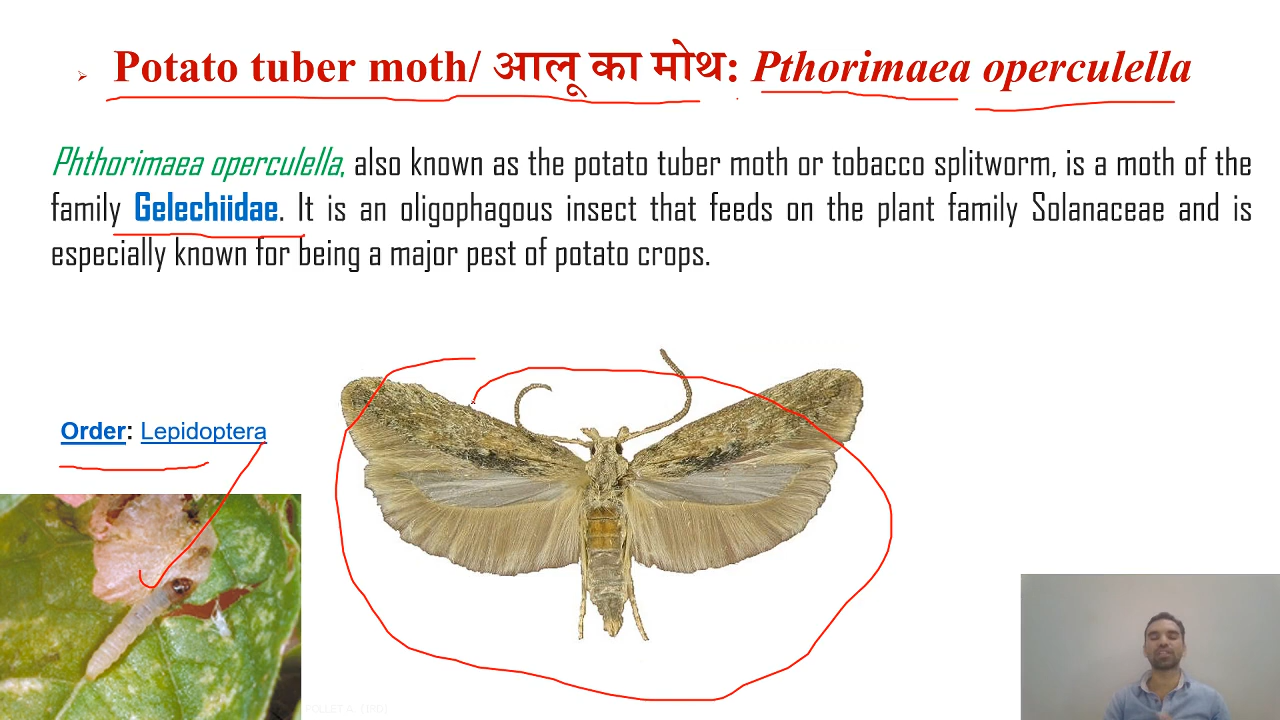 Potato tuber moth/ आलू का मोथ: Pthorimaea operculella
Phthorimaea operculella, also known as the potato tuber moth or tobacco splitworm, is a moth of the
family Gelechiidae. It is an oligophagous insect that feeds on the plant family Solanaceae and is
especially known for being a major pest of potato crops.
Order: Lepidoptera